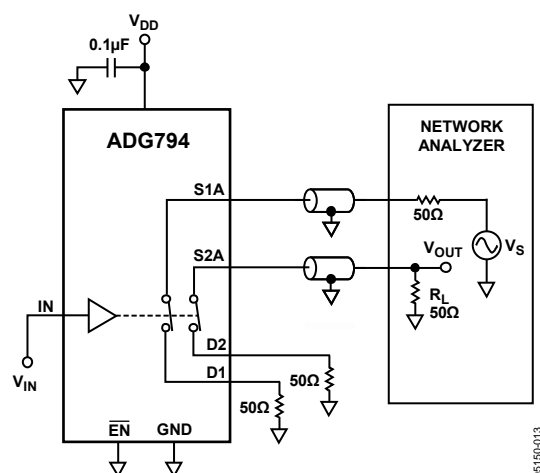 VDD
0.1µF
ADG794
NETWORK
ANALYZER
S1A
50Ω
VOUT
VS
S2A
RL
50Ω
IN
VIN
D2
D1
50Ω
50Ω
EN
GND
05150-013